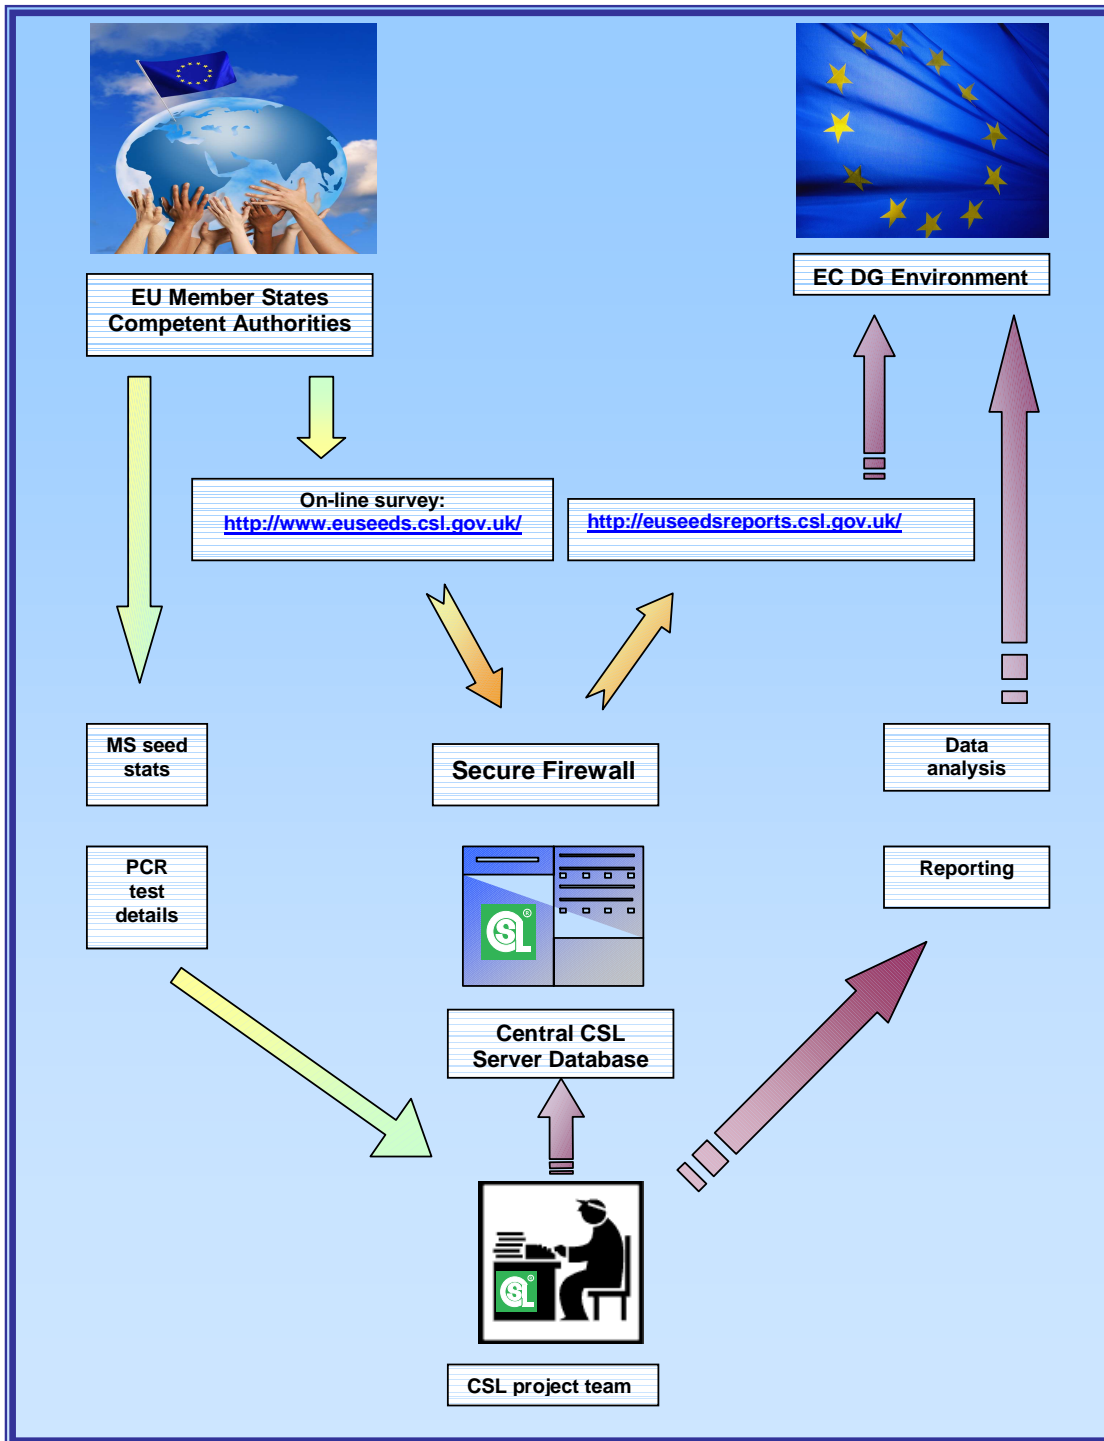 EU Member States
Competent Authorities
EC DG Environment
On-line survey:
http://www.euseeds.csl.gov.uk/
http://euseedsreports.csl.gov.uk/
MS seed
stats
Secure Firewall
Data
analysis
PCR
test
details
Reporting
CSL
®
Central CSL
Server Database
CSL
®
CSL project team